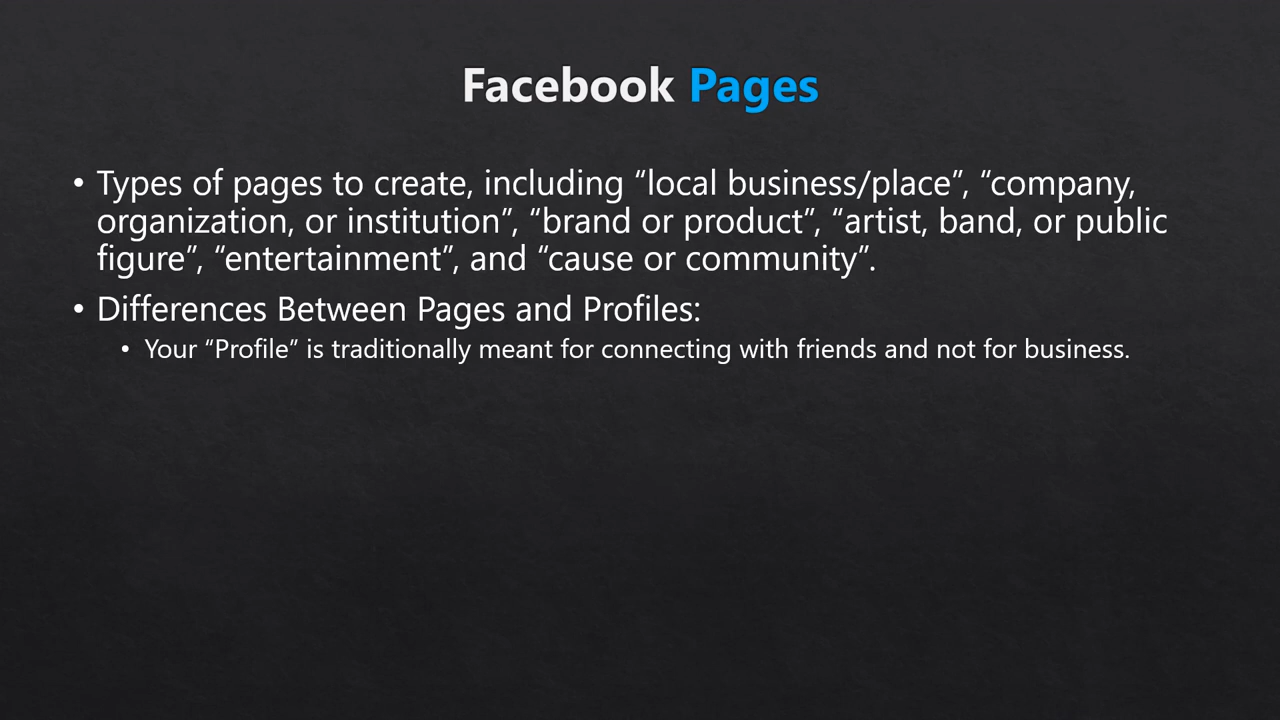 Facebook Pages
• Types of pages to create, including “local business/place”, “company,
organization, or institution”, “brand or product”, “artist, band, or public
figure”, “entertainment”, and “cause or community”.
• Differences Between Pages and Profiles:
• Your “Profile” is traditionally meant for connecting with friends and not for business.